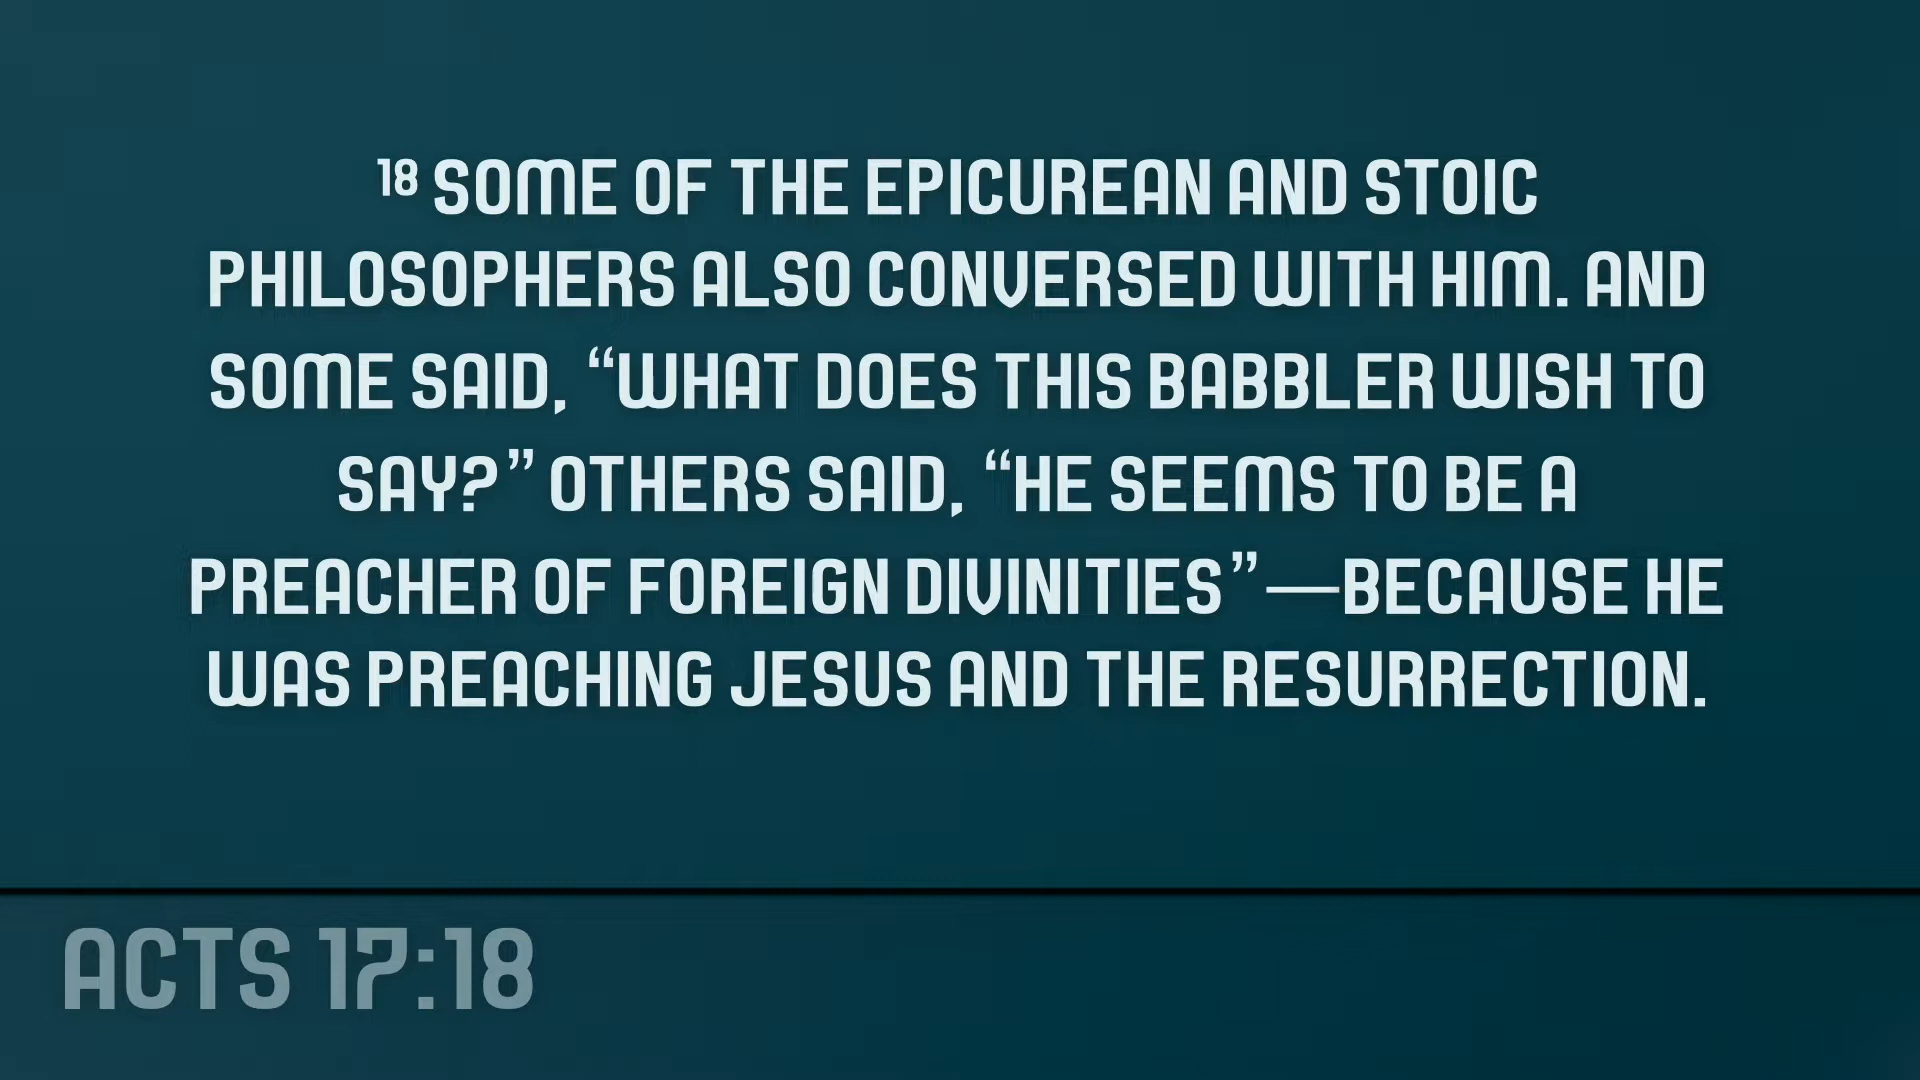 ¹⁸ SOME OF THE EPICUREAN AND STOIC
PHILOSOPHERS ALSO CONVERSED WITH HIM. AND
SOME SAID, “WHAT DOES THIS BABBLER WISH TO
SAY?” OTHERS SAID, “HE SEEMS TO BE A
PREACHER OF FOREIGN DIVINITIES”—BECAUSE HE
WAS PREACHING JESUS AND THE RESURRECTION.
ACTS 17:18